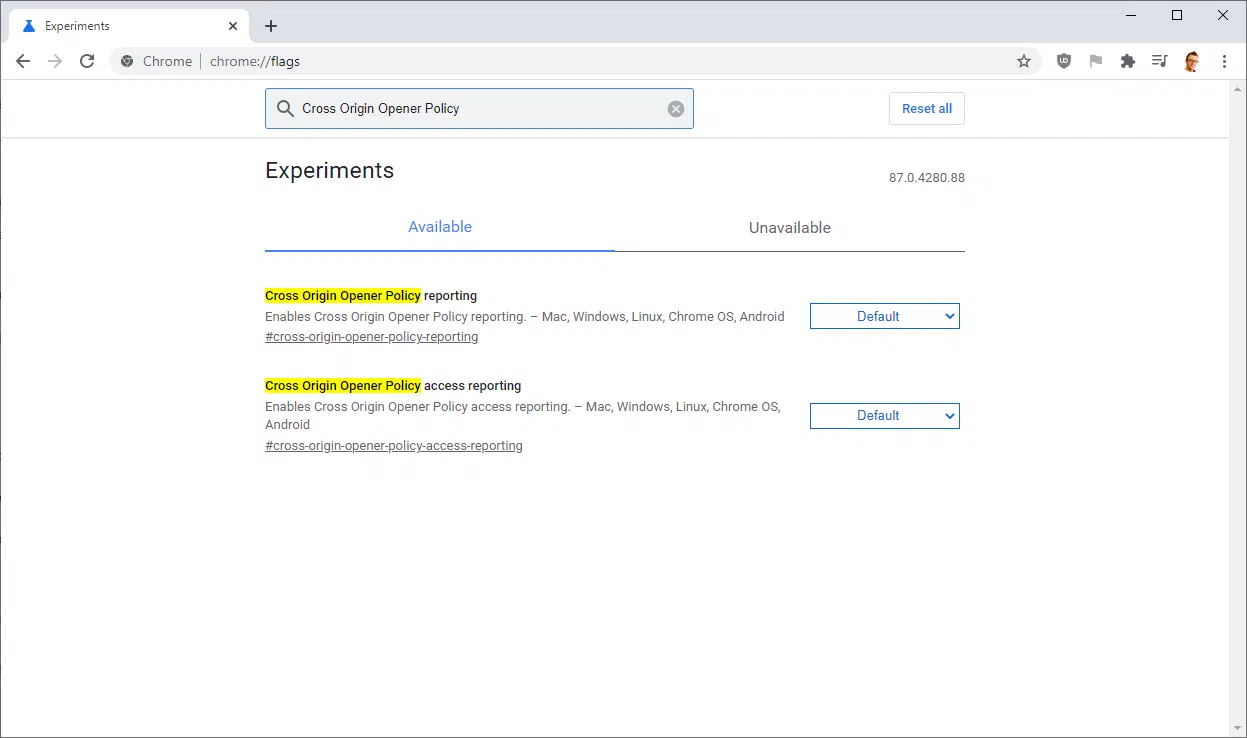 Experiments
Chrome | chrome://flags
Cross Origin Opener Policy
Reset all
Experiments
87.0.4280.88
Available
Unavailable
Cross Origin Opener Policy reporting
Enables Cross Origin Opener Policy reporting. – Mac, Windows, Linux, Chrome OS, Android
#cross-origin-opener-policy-reporting
Default
Cross Origin Opener Policy access reporting
Enables Cross Origin Opener Policy access reporting. – Mac, Windows, Linux, Chrome OS,
Android
#cross-origin-opener-policy-access-reporting
Default